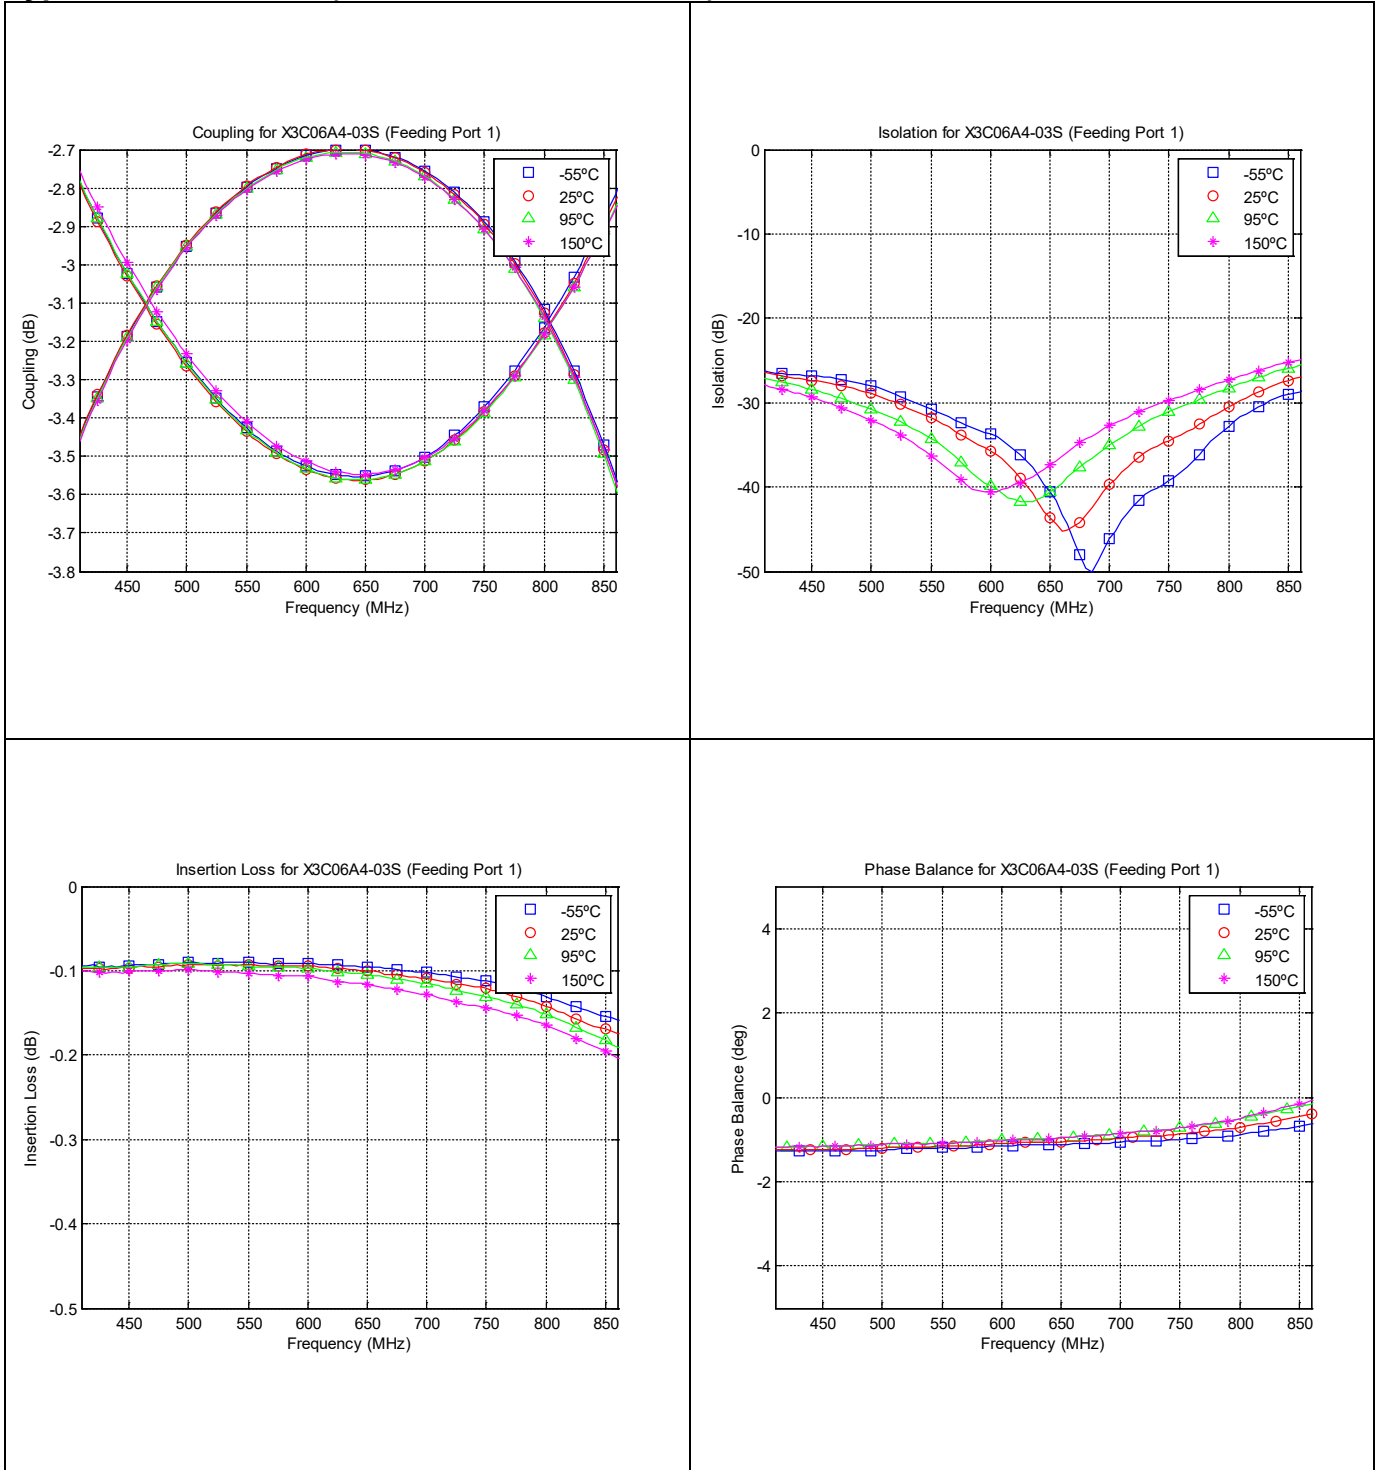 Coupling for X3C06A4-03S (Feeding Port 1)
-2.7
-2.8
-2.9
-3
-3.1
-3.2
-3.3
-3.4
-3.5
-3.6
-3.7
-3.8
Coupling (dB)
450 500 550 600 650 700 750 800 850
Frequency (MHz)
-55ºC
25ºC
95ºC
150ºC
Isolation for X3C06A4-03S (Feeding Port 1)
0
-10
-20
-30
-40
-50
Isolation (dB)
450 500 550 600 650 700 750 800 850
Frequency (MHz)
-55ºC
25ºC
95ºC
150ºC
Insertion Loss for X3C06A4-03S (Feeding Port 1)
0
-0.1
-0.2
-0.3
-0.4
-0.5
Insertion Loss (dB)
450 500 550 600 650 700 750 800 850
Frequency (MHz)
-55ºC
25ºC
95ºC
150ºC
Phase Balance for X3C06A4-03S (Feeding Port 1)
4
2
0
-2
-4
Phase Balance (deg)
450 500 550 600 650 700 750 800 850
Frequency (MHz)
-55ºC
25ºC
95ºC
150ºC